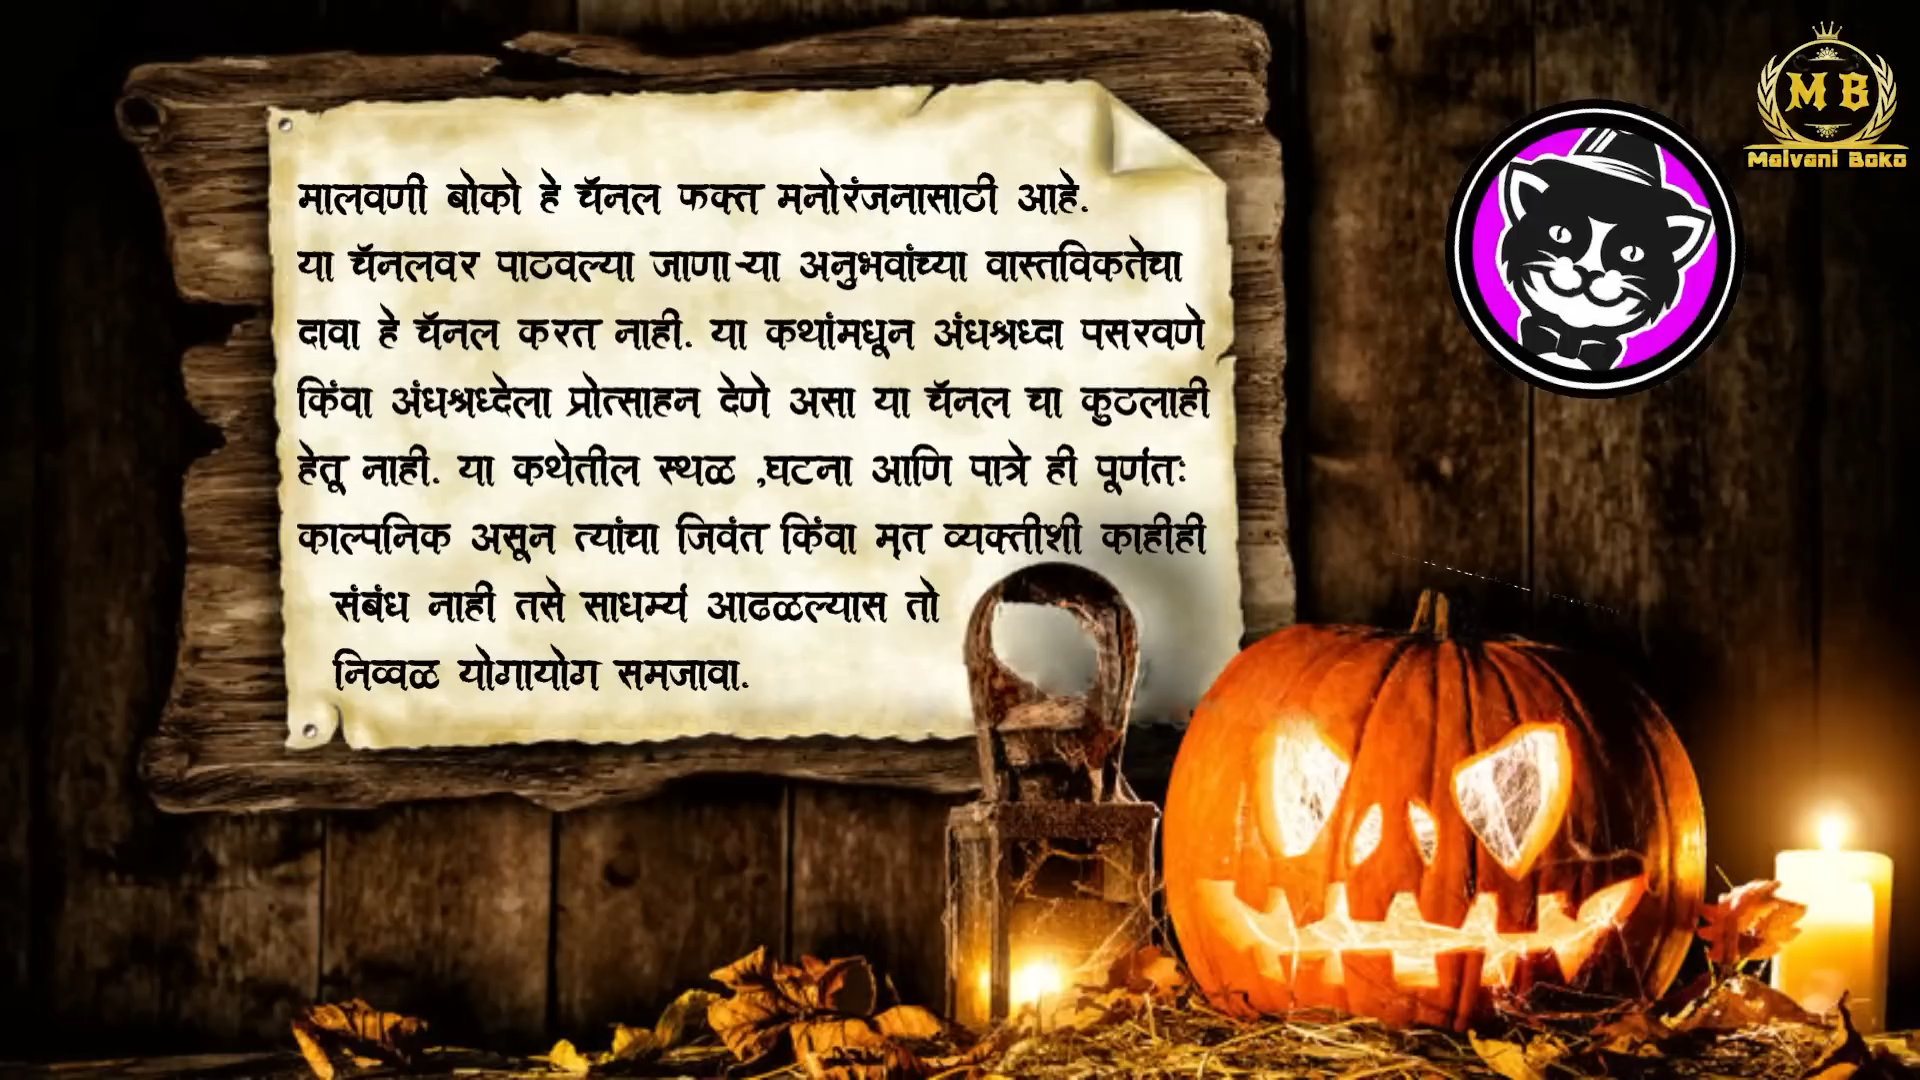 मालवणी बोको हे चॅनल फक्त मनोरंजनासाठी आहे.
या चॅनलवर पाठवल्या जाणाऱ्या अनुभवांच्या वास्तविकतेचा
दावा हे चॅनल करत नाही. या कथांमधून अंधश्रध्दा पसरवणे
किंवा अंधश्रध्देला प्रोत्साहन देणे असा या चॅनल चा कुठलाही
हेतू नाही. या कथेतील स्थळ ,घटना आणि पात्रे ही पूर्णतः
काल्पनिक असून त्यांचा जिवंत किंवा मृत व्यक्तीशी काहीही
संबंध नाही तसे साधर्म्य आढळल्यास तो
निव्वळ योगायोग समजावा.
M B
Malvani Boko